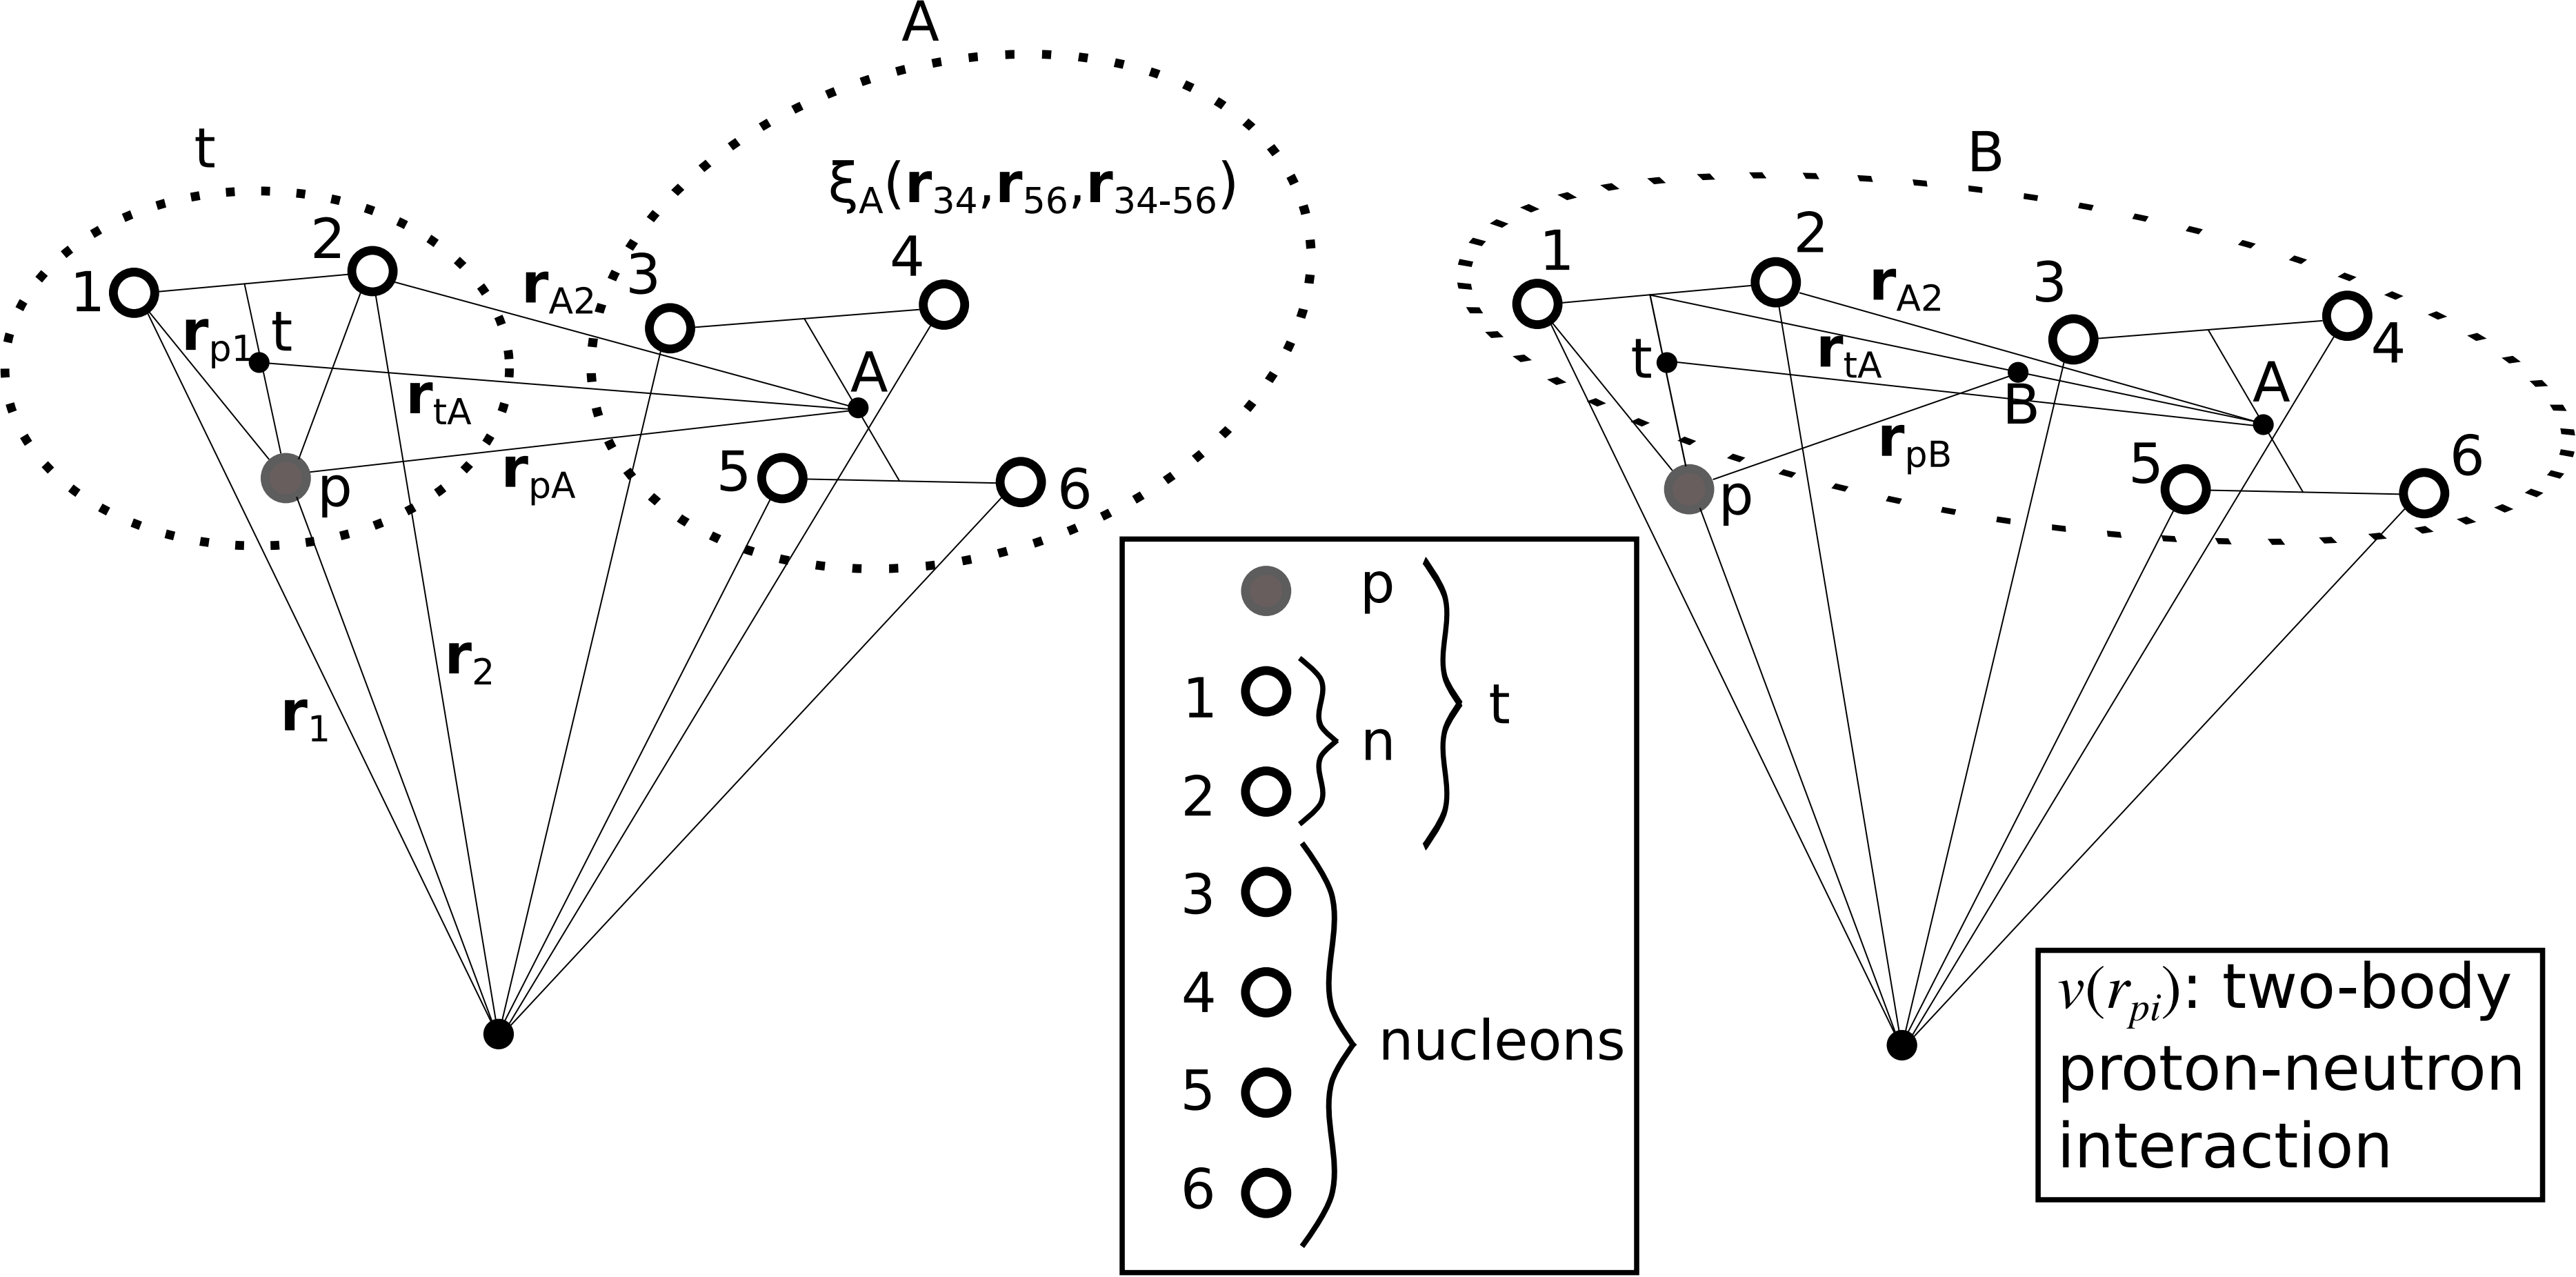 A
t
ξA(r34,r56,r34-56)
1
2
rA2
3
4
rp1
t
A
rtA
rpA
p
5
6
r2
r1
B
1
2
rA2
3
4
t
rtA
B
A
rpB
p
5
6
p
1
n
t
2
3
4
nucleons
5
6
v(rpi): two-body
proton-neutron
interaction